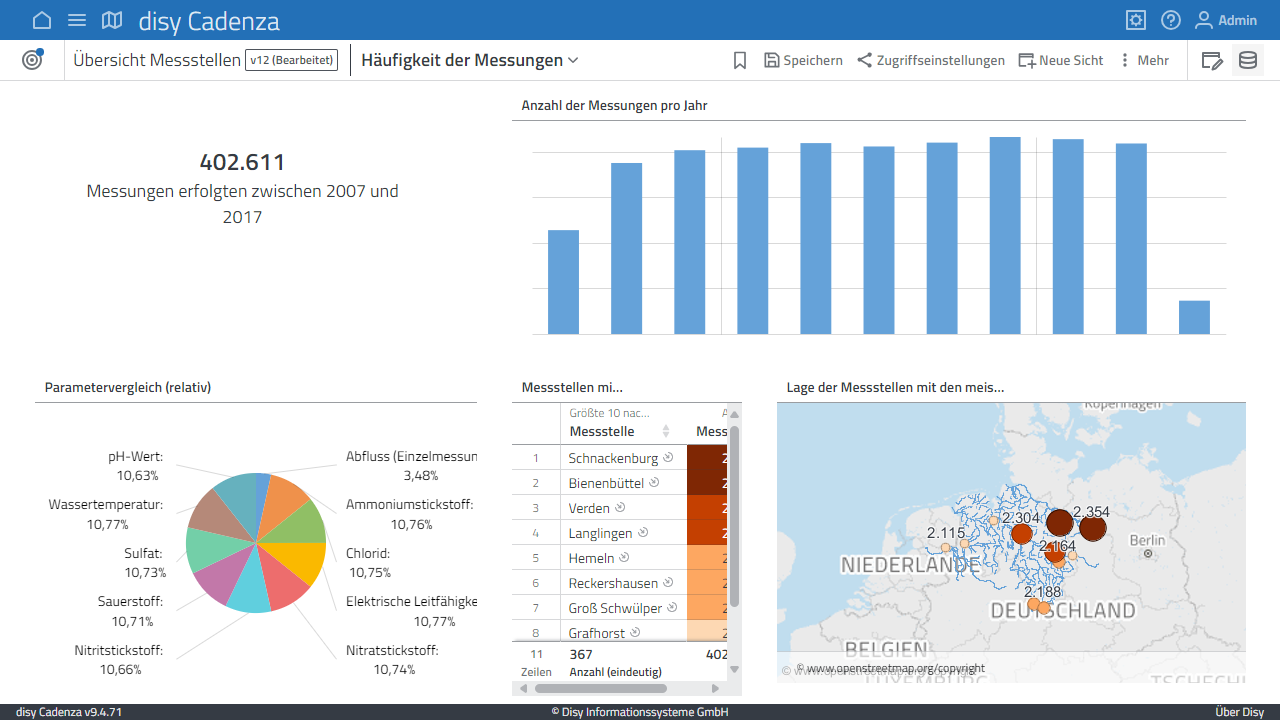 disy Cadenza
Admin
Übersicht Messstellen v12 (Bearbeitet) Häufigkeit der Messungen
Speichern Zugriffseinstellungen Neue Sicht Mehr
402.611
Messungen erfolgten zwischen 2007 und
2017
Anzahl der Messungen pro Jahr
Parametervergleich (relativ)
pH-Wert:
10,63%
Wassertemperatur:
10,77%
Sulfat:
10,73%
Sauerstoff:
10,71%
Nitritstickstoff:
10,66%
Abfluss (Einzelmessun
3,48%
Ammoniumstickstoff:
10,76%
Chlorid:
10,75%
Elektrische Leitfähigke
10,77%
Nitratstickstoff:
10,74%
Messstellen mi...
Größte 10 nac... A
Messstelle Mess
1 Schnackenburg 2
2 Bienenbüttel 2
3 Verden 2
4 Langlingen 2
5 Hemeln 2
6 Reckershausen 2
7 Groß Schwülper 2
8 Grafhorst 2
11 367 402
Zeilen Anzahl (eindeutig)
Lage der Messstellen mit den meis...
Kopenhagen
2.354
2.304
2.115
2.164
Berlin
NIEDERLANDE
2.188
DEUTSCHLAND
BELGIEN
© www.openstreetmap.org/copyright
© www.openstreetmap.org/copyright
LUXEMBURG
TSCHECHI
disy Cadenza v9.4.71
© Disy Informationssysteme GmbH
Über Disy